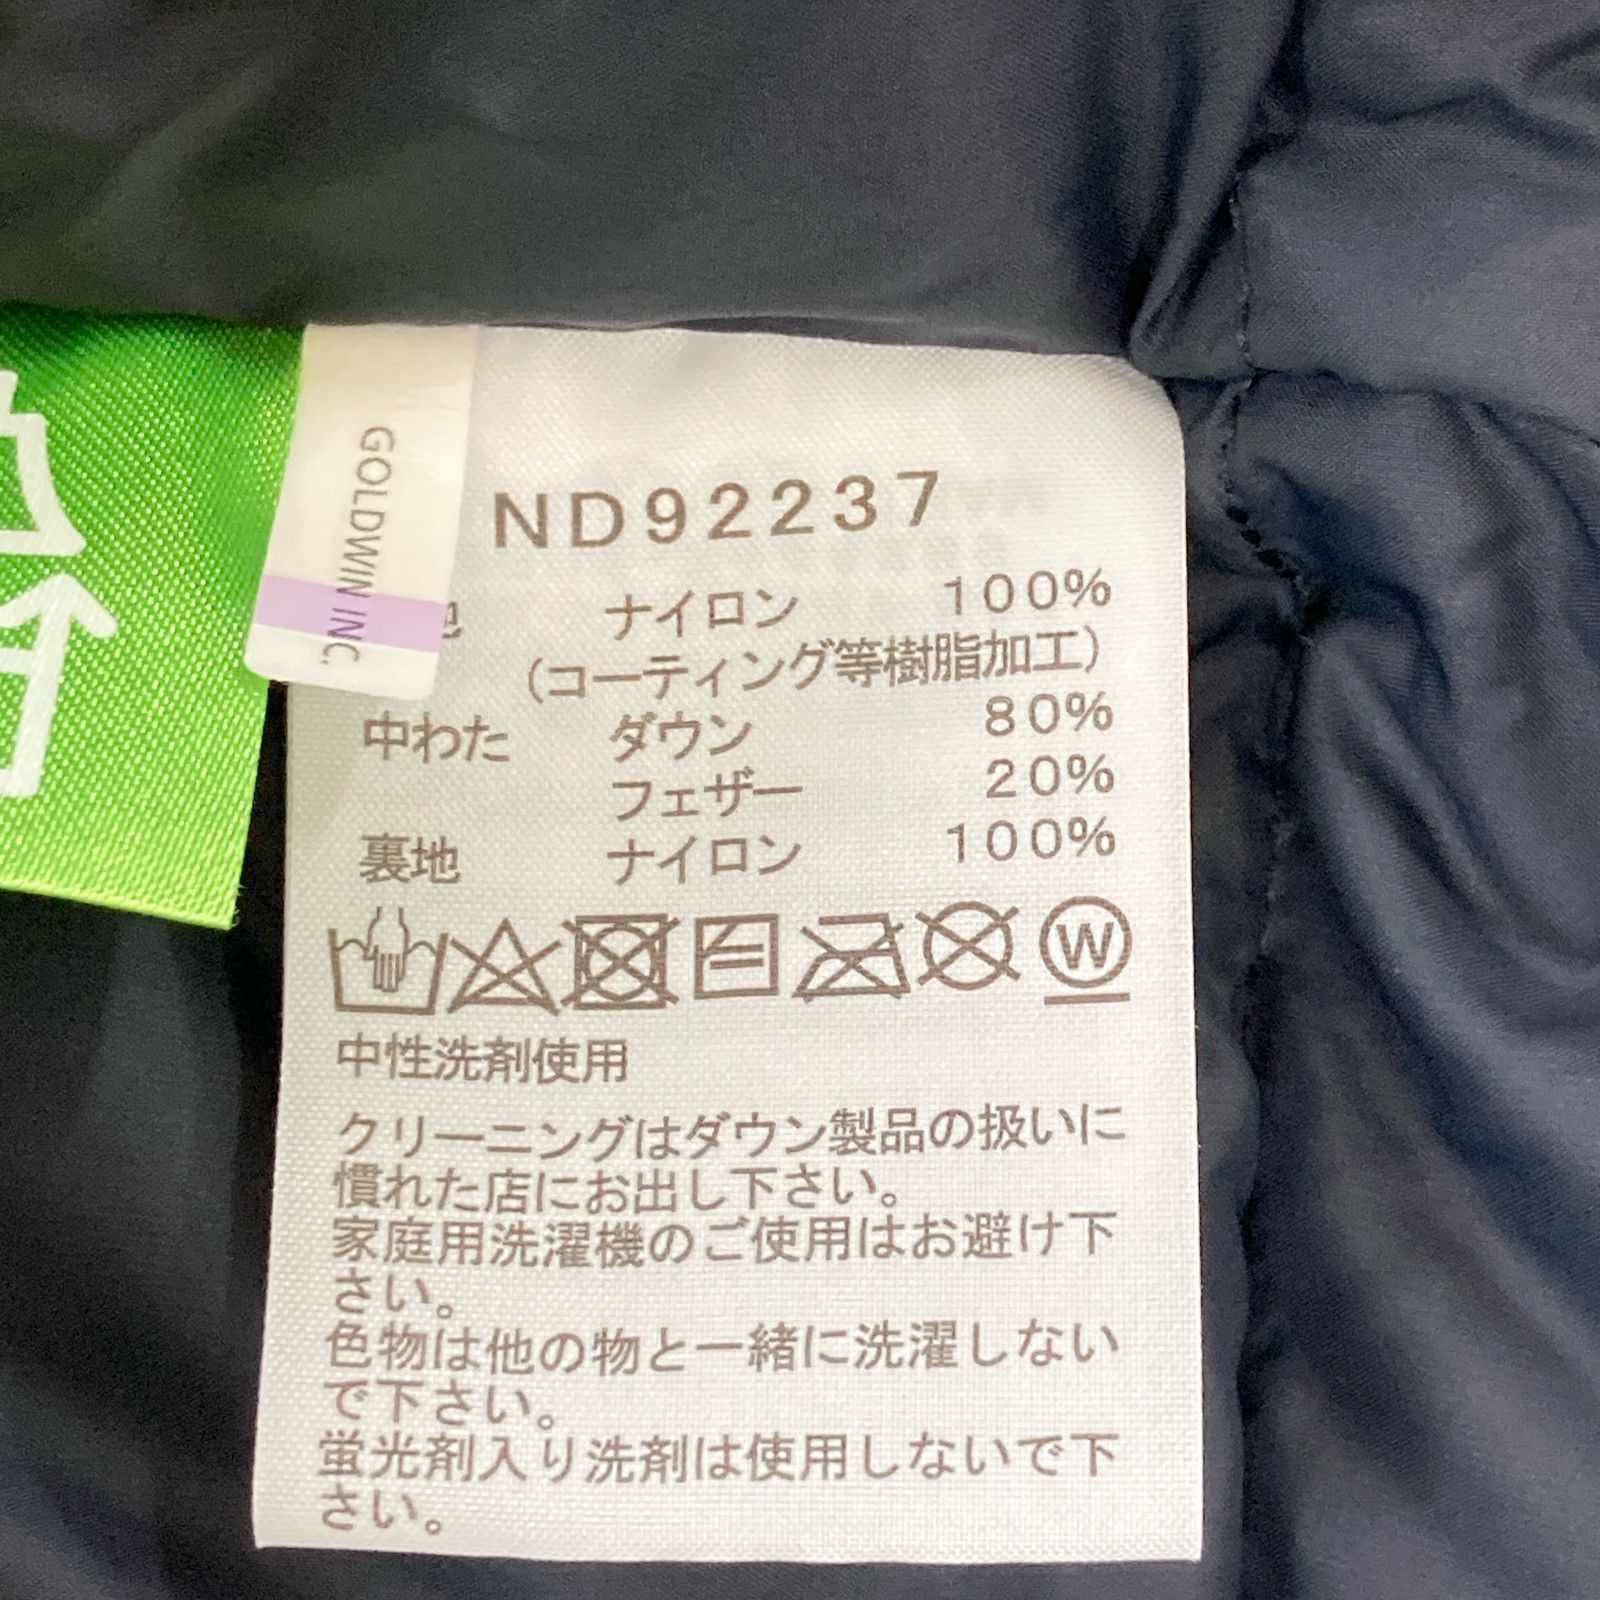 GOLDWIN INC.
ND92237
地 ナイロン 100%
(コーティング等樹脂加工)
中わた ダウン 80%
フェザー 20%
裏地 ナイロン 100%
W
中性洗剤使用
クリーニングはダウン製品の扱いに
慣れた店にお出し下さい。
家庭用洗濯機のご使用はお避け下
さい。
色物は他の物と一緒に洗濯しない
で下さい。
蛍光剤入り洗剤は使用しないで下
さい。